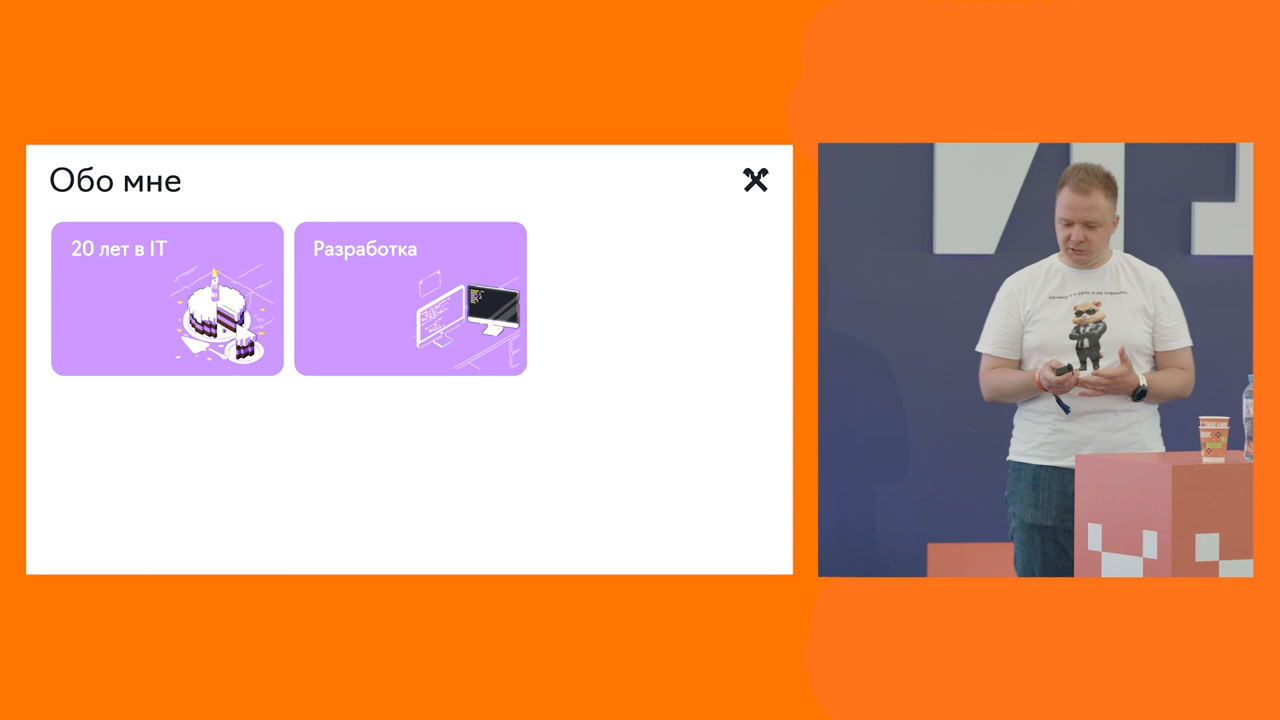 Обо мне
20 лет в IT
Разработка